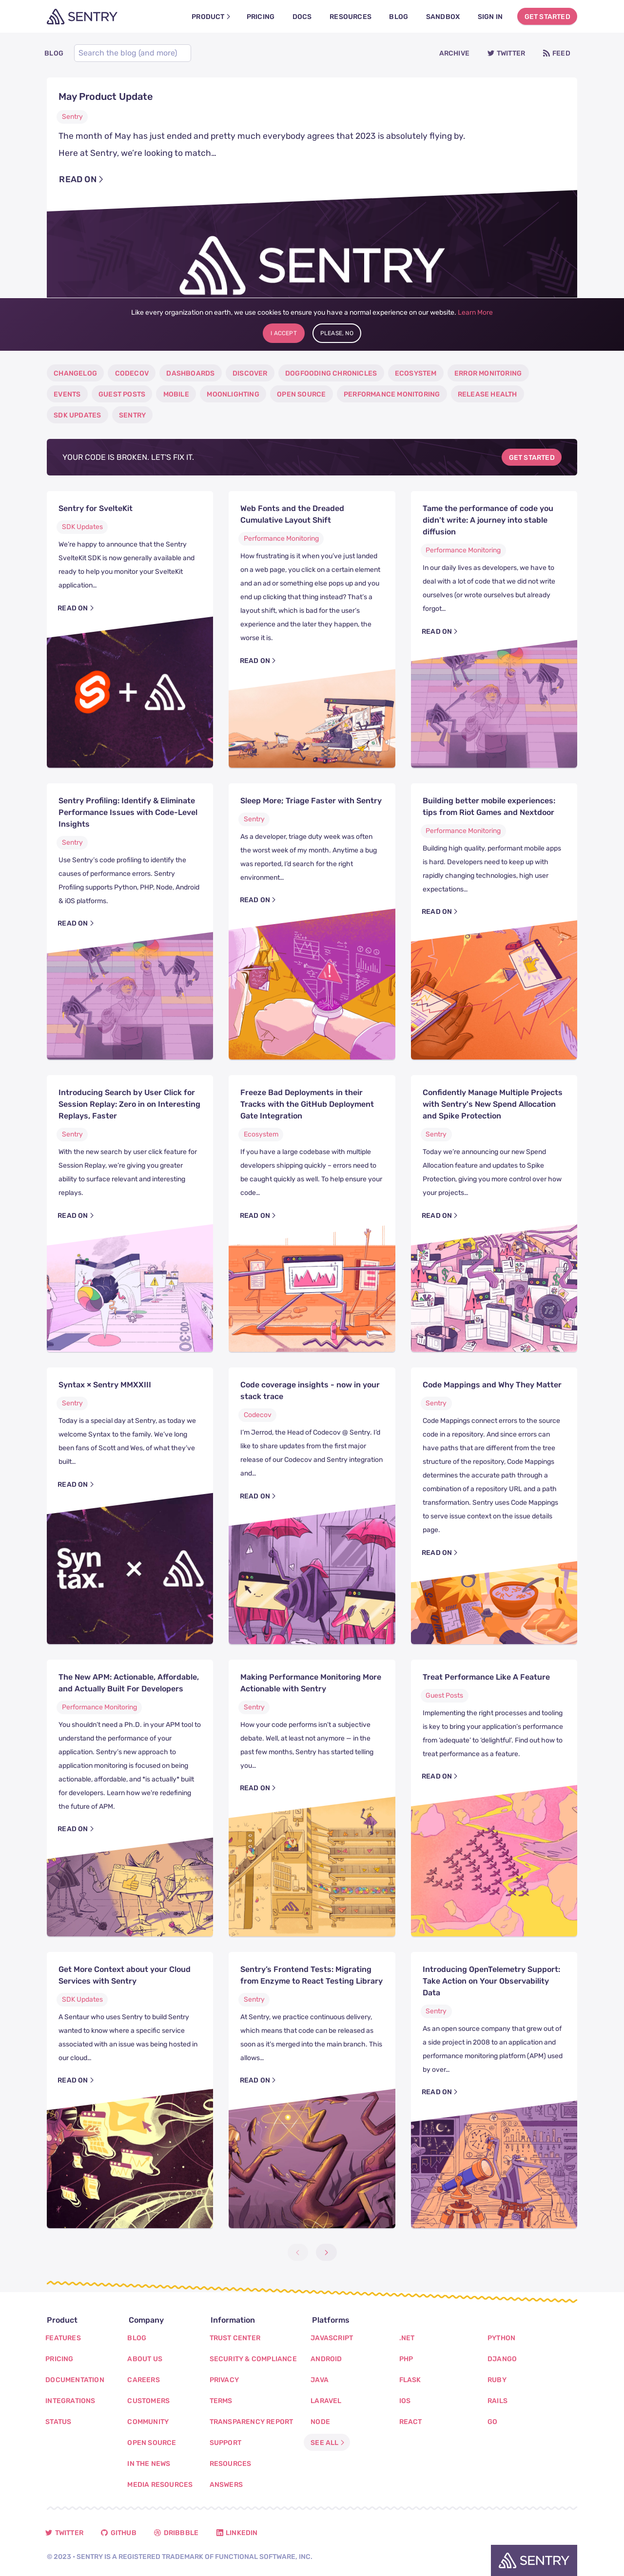 SENTRY
PRODUCT PRICING DOCS RESOURCES BLOG SANDBOX SIGN IN GET STARTED
BLOG Search the blog (and more) ARCHIVE TWITTER FEED
May Product Update
Sentry
The month of May has just ended and pretty much everybody agrees that 2023 is absolutely flying by.
Here at Sentry, we're looking to match…
READ ON
SENTRY
Like every organization on earth, we use cookies to ensure you have a normal experience on our website. Learn More
I ACCEPT PLEASE, NO
CHANGELOG CODECOV DASHBOARDS DISCOVER DOGFOODING CHRONICLES ECOSYSTEM ERROR MONITORING
EVENTS GUEST POSTS MOBILE MOONLIGHTING OPEN SOURCE PERFORMANCE MONITORING RELEASE HEALTH
SDK UPDATES SENTRY
YOUR CODE IS BROKEN. LET'S FIX IT. GET STARTED
Sentry for SvelteKit
SDK Updates
We're happy to announce that the Sentry
SvelteKit SDK is now generally available and
ready to help you monitor your SvelteKit
application…
READ ON
Web Fonts and the Dreaded
Cumulative Layout Shift
Performance Monitoring
How frustrating is it when you've just landed
on a web page, you click on a certain element
and an ad or something else pops up and you
end up clicking that thing instead? That's a
layout shift, which is bad for the user's
experience and the later they happen, the
worse it is.
READ ON
Tame the performance of code you
didn't write: A journey into stable
diffusion
Performance Monitoring
In our daily lives as developers, we have to
deal with a lot of code that we did not write
ourselves (or wrote ourselves but already
forgot…
READ ON
Sentry Profiling: Identify & Eliminate
Performance Issues with Code-Level
Insights
Sentry
Use Sentry's code profiling to identify the
causes of performance errors. Sentry
Profiling supports Python, PHP, Node, Android
& iOS platforms.
READ ON
Sleep More; Triage Faster with Sentry
Sentry
As a developer, triage duty week was often
the worst week of my month. Anytime a bug
was reported, I'd search for the right
environment…
READ ON
Building better mobile experiences:
tips from Riot Games and Nextdoor
Performance Monitoring
Building high quality, performant mobile apps
is hard. Developers need to keep up with
rapidly changing technologies, high user
expectations…
READ ON
Introducing Search by User Click for
Session Replay: Zero in on Interesting
Replays, Faster
Sentry
With the new search by user click feature for
Session Replay, we're giving you greater
ability to surface relevant and interesting
replays.
READ ON
Freeze Bad Deployments in their
Tracks with the GitHub Deployment
Gate Integration
Ecosystem
If you have a large codebase with multiple
developers shipping quickly – errors need to
be caught quickly as well. To help ensure your
code…
READ ON
Confidently Manage Multiple Projects
with Sentry's New Spend Allocation
and Spike Protection
Sentry
Today we're announcing our new Spend
Allocation feature and updates to Spike
Protection, giving you more control over how
your projects…
READ ON
Syntax × Sentry MMXXIII
Sentry
Today is a special day at Sentry, as today we
welcome Syntax to the family. We've long
been fans of Scott and Wes, of what they've
built…
READ ON
Syn
tax. ×
Code coverage insights - now in your
stack trace
Codecov
I'm Jerrod, the Head of Codecov @ Sentry. I'd
like to share updates from the first major
release of our Codecov and Sentry integration
and…
READ ON
Code Mappings and Why They Matter
Sentry
Code Mappings connect errors to the source
code in a repository. And since errors can
have paths that are different from the tree
structure of the repository, Code Mappings
determines the accurate path through a
combination of a repository URL and a path
transformation. Sentry uses Code Mappings
to serve issue context on the issue details
page.
READ ON
The New APM: Actionable, Affordable,
and Actually Built For Developers
Performance Monitoring
You shouldn't need a Ph.D. in your APM tool to
understand the performance of your
application. Sentry's new approach to
application monitoring is focused on being
actionable, affordable, and *is actually* built
for developers. Learn how we're redefining
the future of APM.
READ ON
Making Performance Monitoring More
Actionable with Sentry
Sentry
How your code performs isn't a subjective
debate. Well, at least not anymore — in the
past few months, Sentry has started telling
you…
READ ON
Treat Performance Like A Feature
Guest Posts
Implementing the right processes and tooling
is key to bring your application's performance
from 'adequate' to 'delightful'. Find out how to
treat performance as a feature.
READ ON
Get More Context about your Cloud
Services with Sentry
SDK Updates
A Sentaur who uses Sentry to build Sentry
wanted to know where a specific service
associated with an issue was being hosted in
our cloud…
READ ON
Sentry's Frontend Tests: Migrating
from Enzyme to React Testing Library
Sentry
At Sentry, we practice continuous delivery,
which means that code can be released as
soon as it's merged into the main branch. This
allows…
READ ON
Introducing OpenTelemetry Support:
Take Action on Your Observability
Data
Sentry
As an open source company that grew out of
a side project in 2008 to an application and
performance monitoring platform (APM) used
by over…
READ ON
Product Company Information Platforms
FEATURES BLOG TRUST CENTER JAVASCRIPT .NET PYTHON
PRICING ABOUT US SECURITY & COMPLIANCE ANDROID PHP DJANGO
DOCUMENTATION CAREERS PRIVACY JAVA FLASK RUBY
INTEGRATIONS CUSTOMERS TERMS LARAVEL IOS RAILS
STATUS COMMUNITY TRANSPARENCY REPORT NODE REACT GO
OPEN SOURCE SUPPORT SEE ALL
IN THE NEWS RESOURCES
MEDIA RESOURCES ANSWERS
TWITTER GITHUB DRIBBBLE LINKEDIN
© 2023 • SENTRY IS A REGISTERED TRADEMARK OF FUNCTIONAL SOFTWARE, INC.
SENTRY